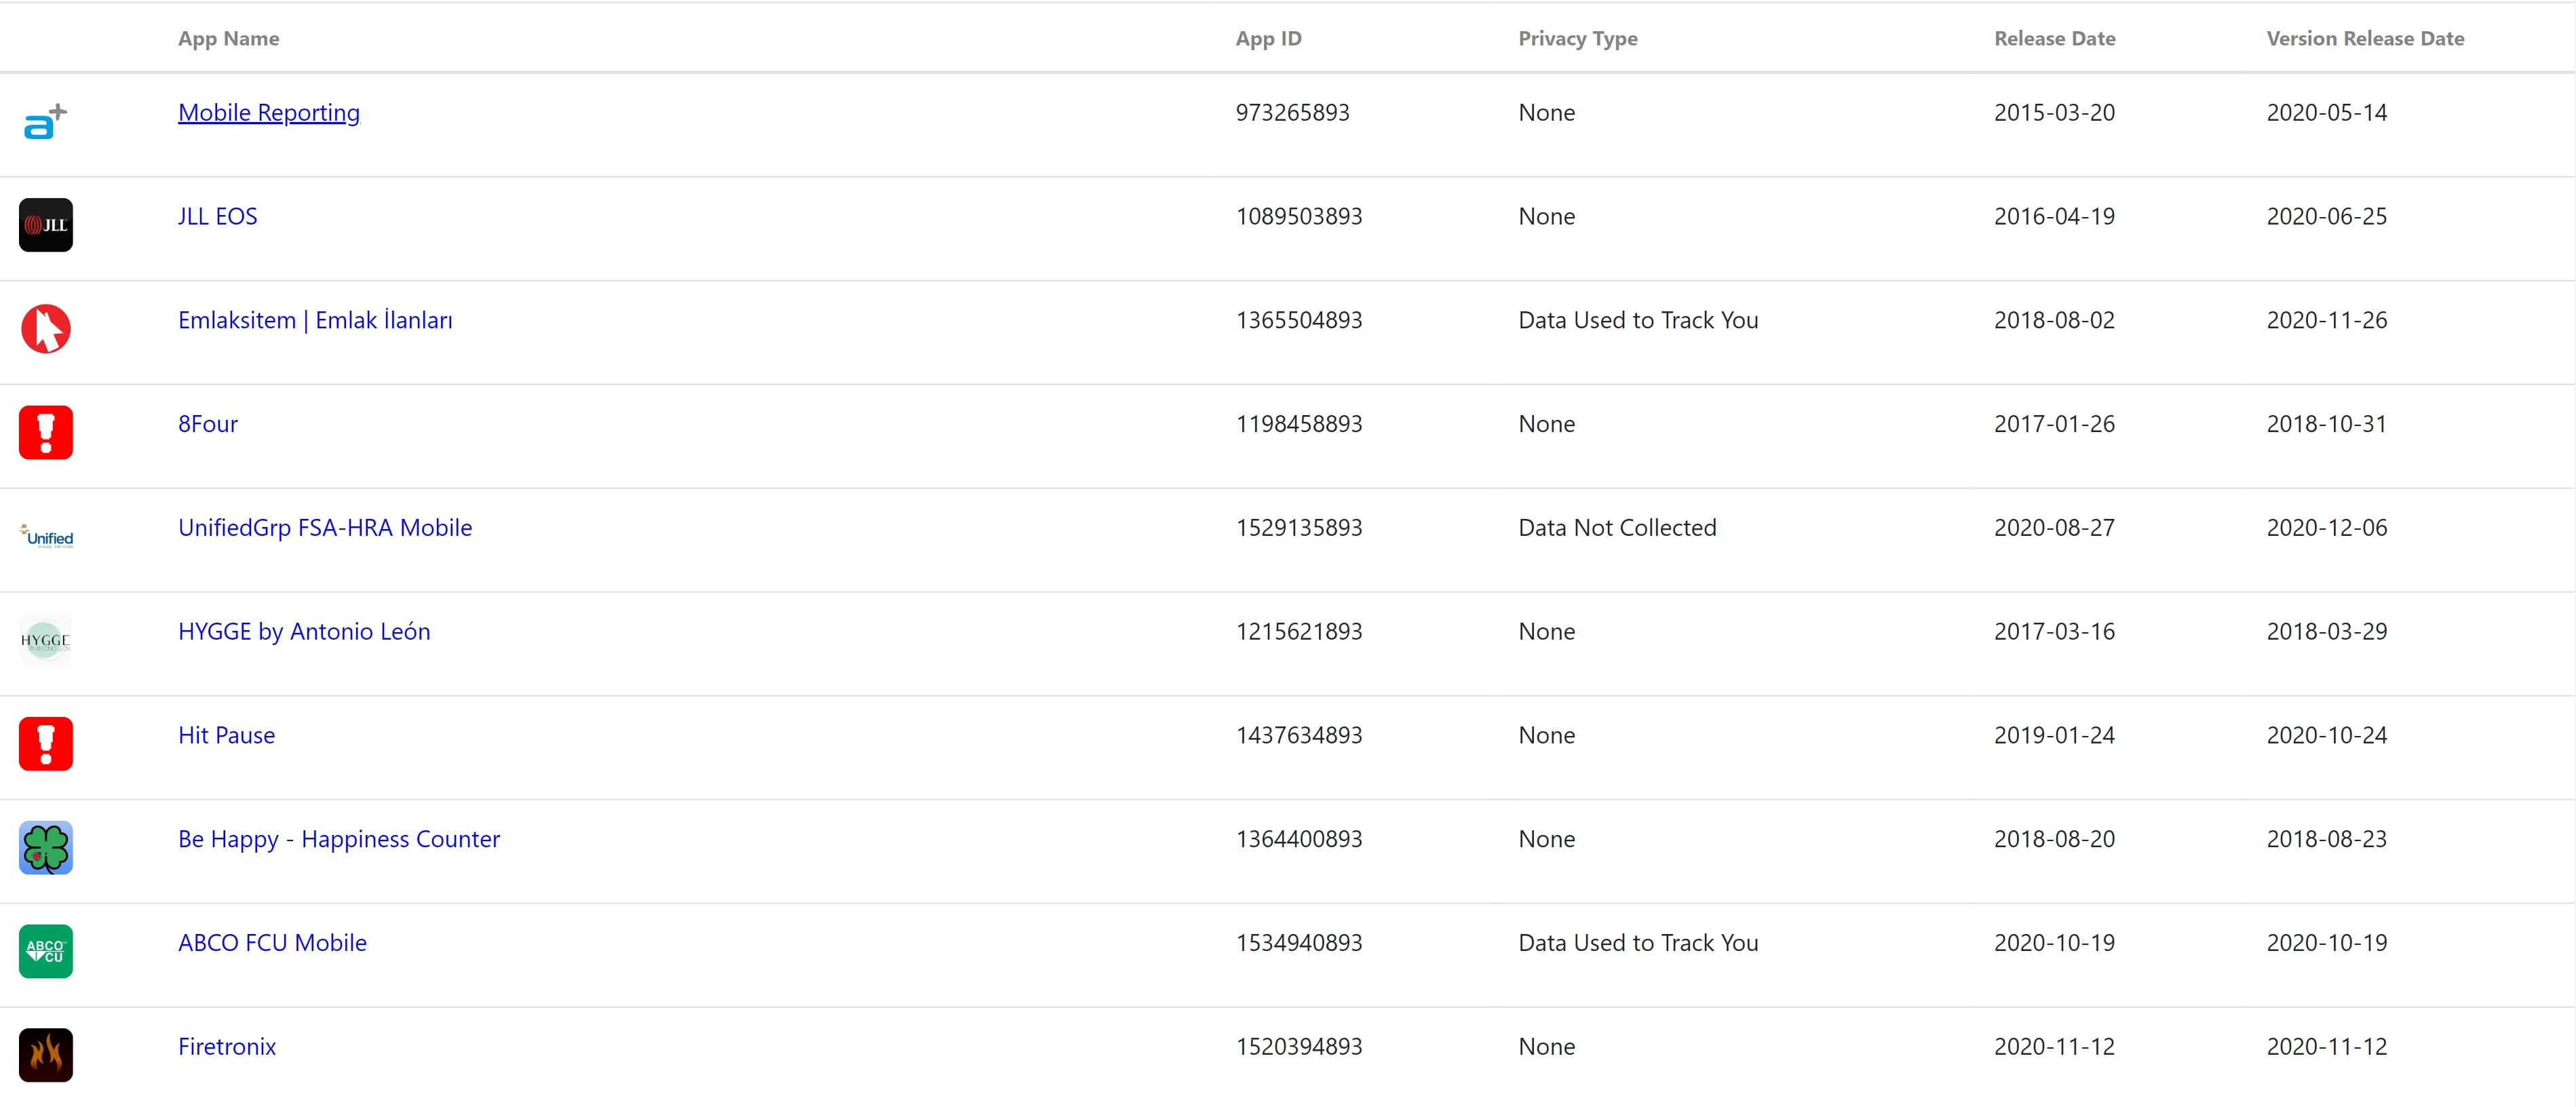 App Name App ID Privacy Type Release Date Version Release Date
a+ Mobile Reporting 973265893 None 2015-03-20 2020-05-14
JLL JLL EOS 1089503893 None 2016-04-19 2020-06-25
Emlaksitem | Emlak İlanları 1365504893 Data Used to Track You 2018-08-02 2020-11-26
8Four 1198458893 None 2017-01-26 2018-10-31
Unified UnifiedGrp FSA-HRA Mobile 1529135893 Data Not Collected 2020-08-27 2020-12-06
HYGGE HYGGE by Antonio León 1215621893 None 2017-03-16 2018-03-29
Hit Pause 1437634893 None 2019-01-24 2020-10-24
Be Happy - Happiness Counter 1364400893 None 2018-08-20 2018-08-23
ABCO CU ABCO FCU Mobile 1534940893 Data Used to Track You 2020-10-19 2020-10-19
Firetronix 1520394893 None 2020-11-12 2020-11-12